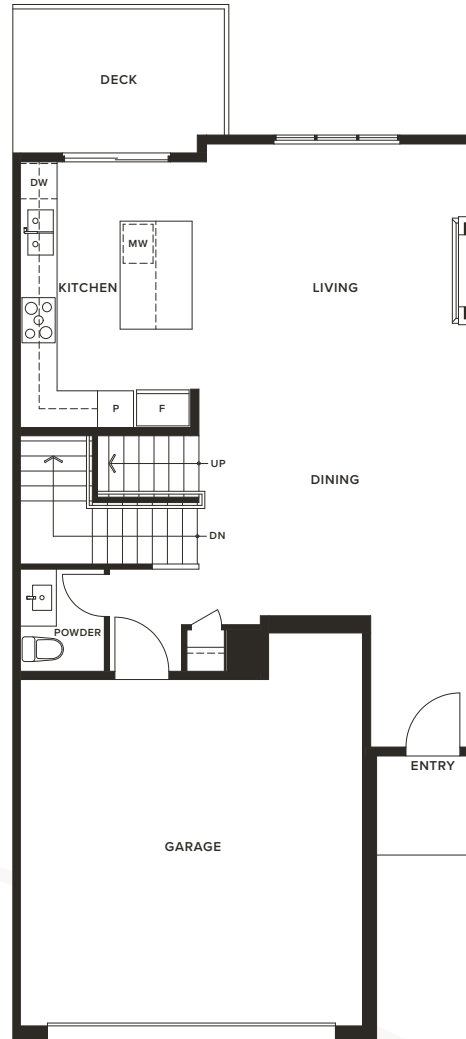 DECK
DW
MW
KITCHEN
LIVING
P
F
UP
DINING
DN
POWDER
ENTRY
GARAGE